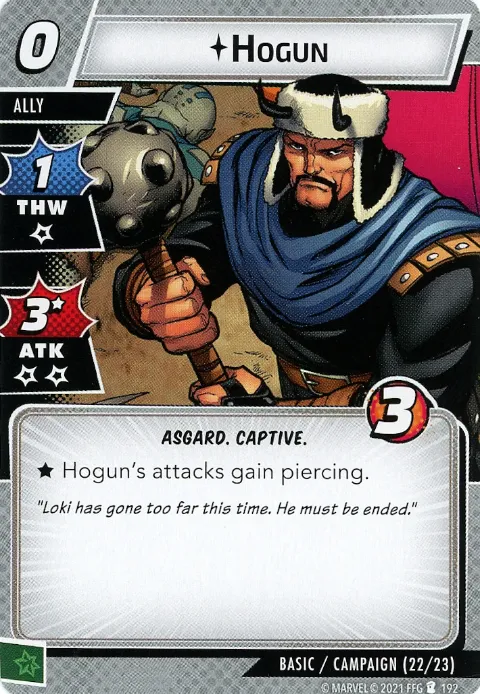 0
HOGUN
ALLY
1
THW
3
ATK
3
ASGARD. CAPTIVE.
★ Hogun's attacks gain piercing.
"Loki has gone too far this time. He must be ended."
BASIC / CAMPAIGN (22/23)
© MARVEL © 2021 FFG 192